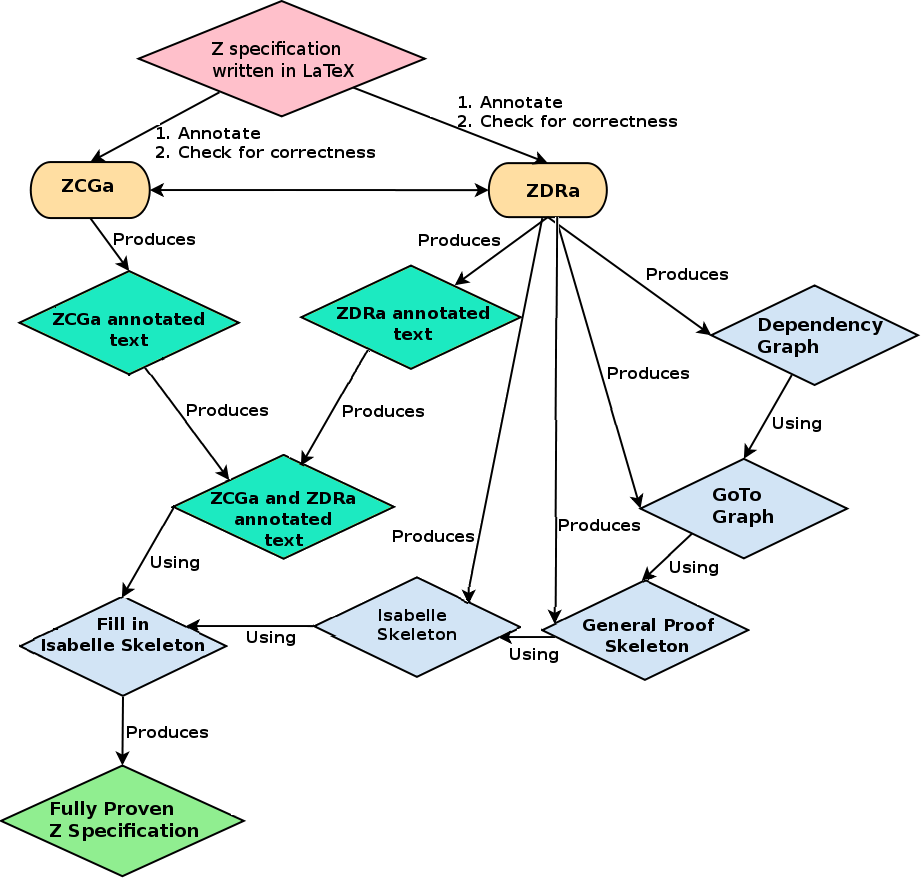 Z specification
written in LaTeX
1. Annotate
2. Check for correctness
1. Annotate
2. Check for correctness
ZCGa
ZDRa
Produces
Produces
Produces
ZCGa annotated
text
ZDRa annotated
text
Dependency
Graph
Produces
Produces
Produces
Using
ZCGa and ZDRa
annotated
text
GoTo
Graph
Produces
Produces
Using
Using
Fill in
Isabelle Skeleton
Using
Isabelle
Skeleton
Using
General Proof
Skeleton
Produces
Fully Proven
Z Specification